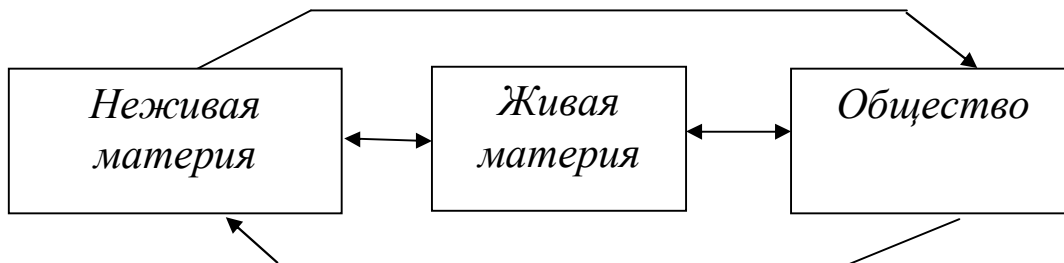 Неживая
материя
Живая
материя
Общество